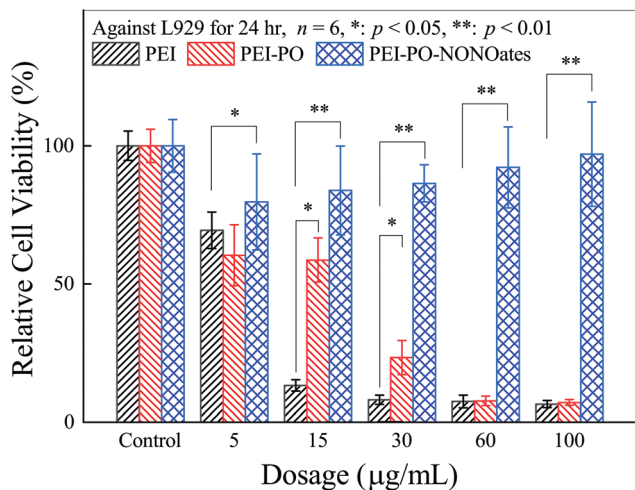 Against L929 for 24 hr, n = 6, *: p < 0.05, **: p < 0.01
PEI PEI-PO PEI-PO-NONOates
** 
** ** 
* ** 
* 
* 
100
50
0
Relative Cell Viability (%)
Control 5 15 30 60 100
Dosage (μg/mL)